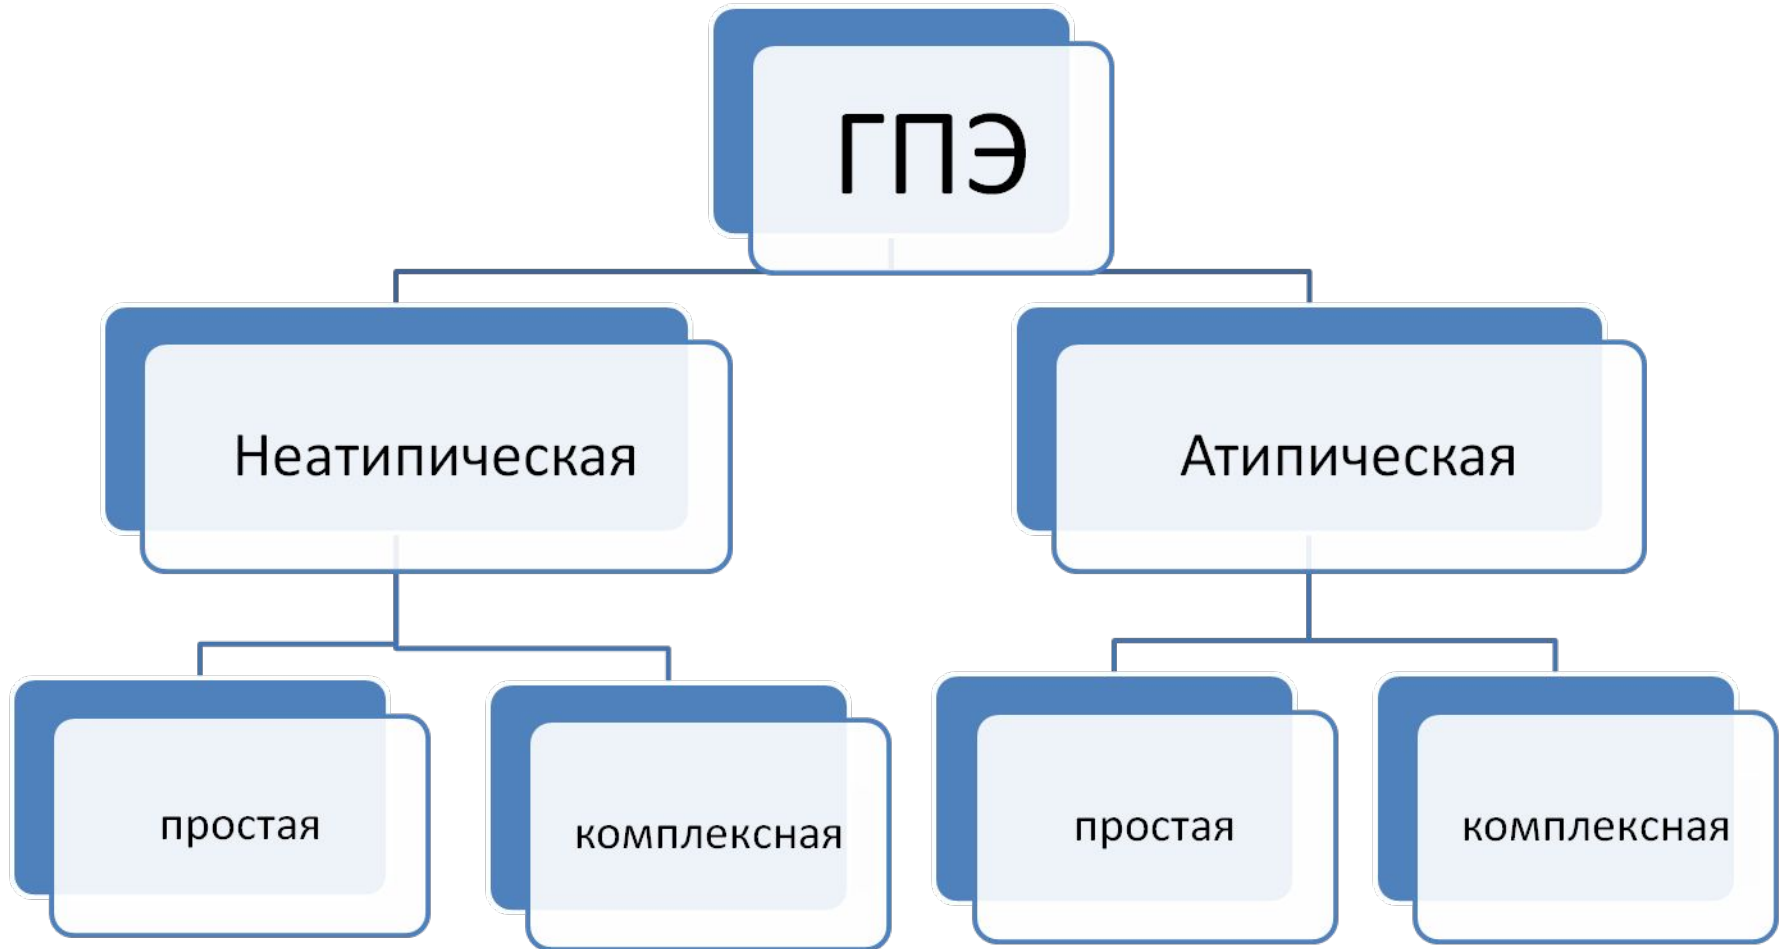 ГПЭ
Неатипическая
Атипическая
простая
комплексная
простая
комплексная